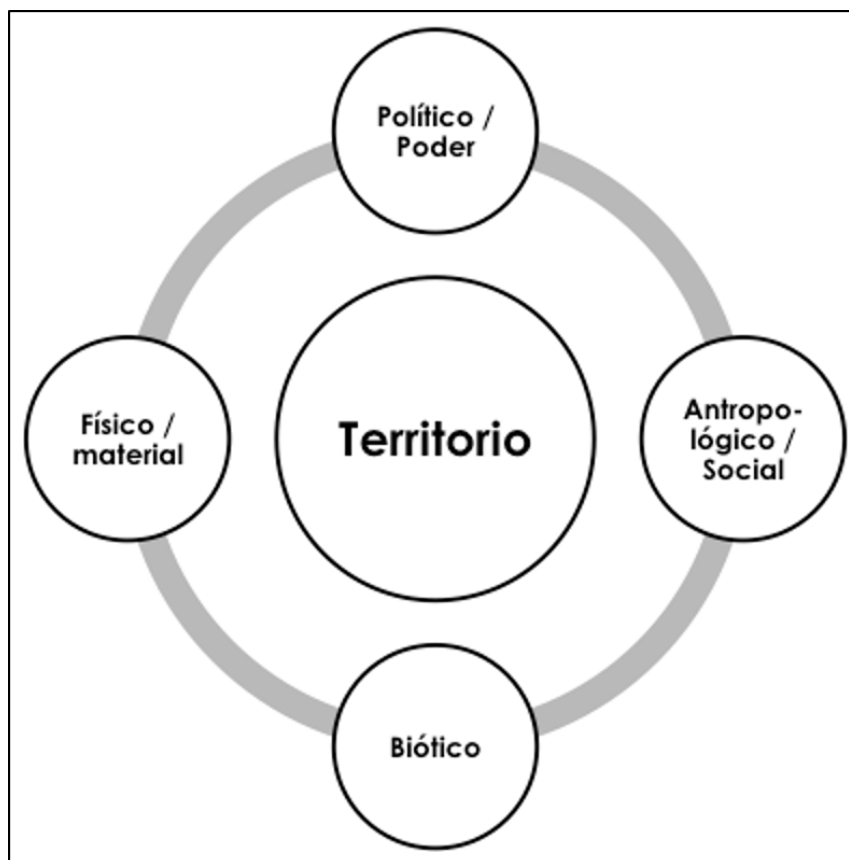 Político /
Poder
Físico /
material
Territorio
Antropo-
lógico /
Social
Biótico